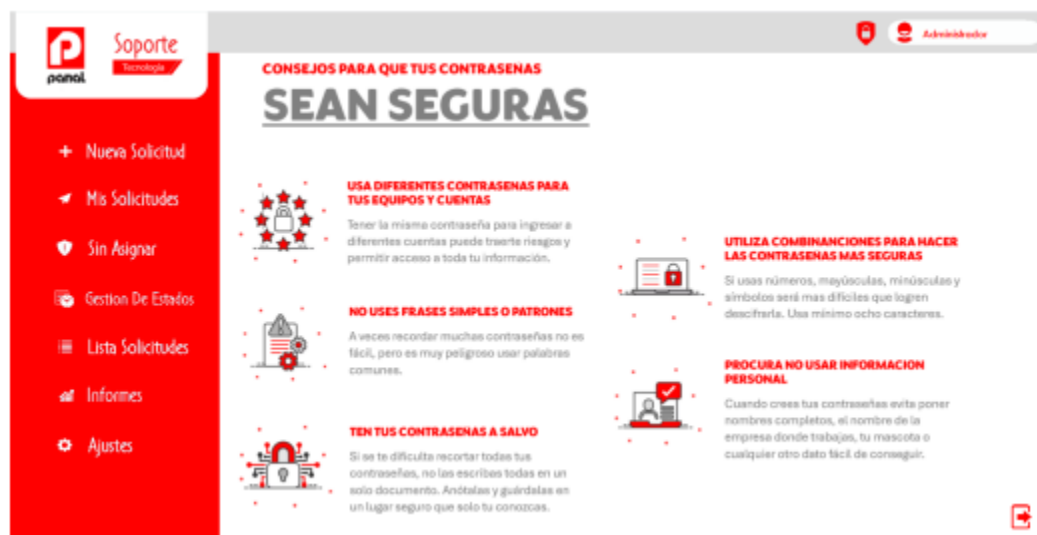 panal
Soporte
Tecnología
Administrador
Nueva Solicitud
Mis Solicitudes
Sin Asignar
Gestion De Estados
Lista Solicitudes
Informes
Ajustes
CONSEJOS PARA QUE TUS CONTRASENAS
SEAN SEGURAS
USA DIFERENTES CONTRASENAS PARA
TUS EQUIPOS Y CUENTAS
Tener la misma contraseña para ingresar a
diferentes cuentas puede traerte riesgos y
permitir acceso a toda tu información.
NO USES FRASES SIMPLES O PATRONES
A veces recordar muchas contraseñas no es
fácil, pero es muy peligroso usar palabras
comunes.
TEN TUS CONTRASENAS A SALVO
Si se te dificulta recortar todas tus
contraseñas, no las escribas todas en un
solo documento. Anótalas y guárdalas en
un lugar seguro que solo tu conozcas.
UTILIZA COMBINANCIONES PARA HACER
LAS CONTRASENAS MAS SEGURAS
Si usas números, mayúsculas, minúsculas y
símbolos será mas difíciles que logren
descifrarla. Usa mínimo ocho caracteres.
PROCURA NO USAR INFORMACION
PERSONAL
Cuando crees tus contraseñas evita poner
nombres completos, el nombre de la
empresa donde trabajas, tu mascota o
cualquier otro dato fácil de conseguir.